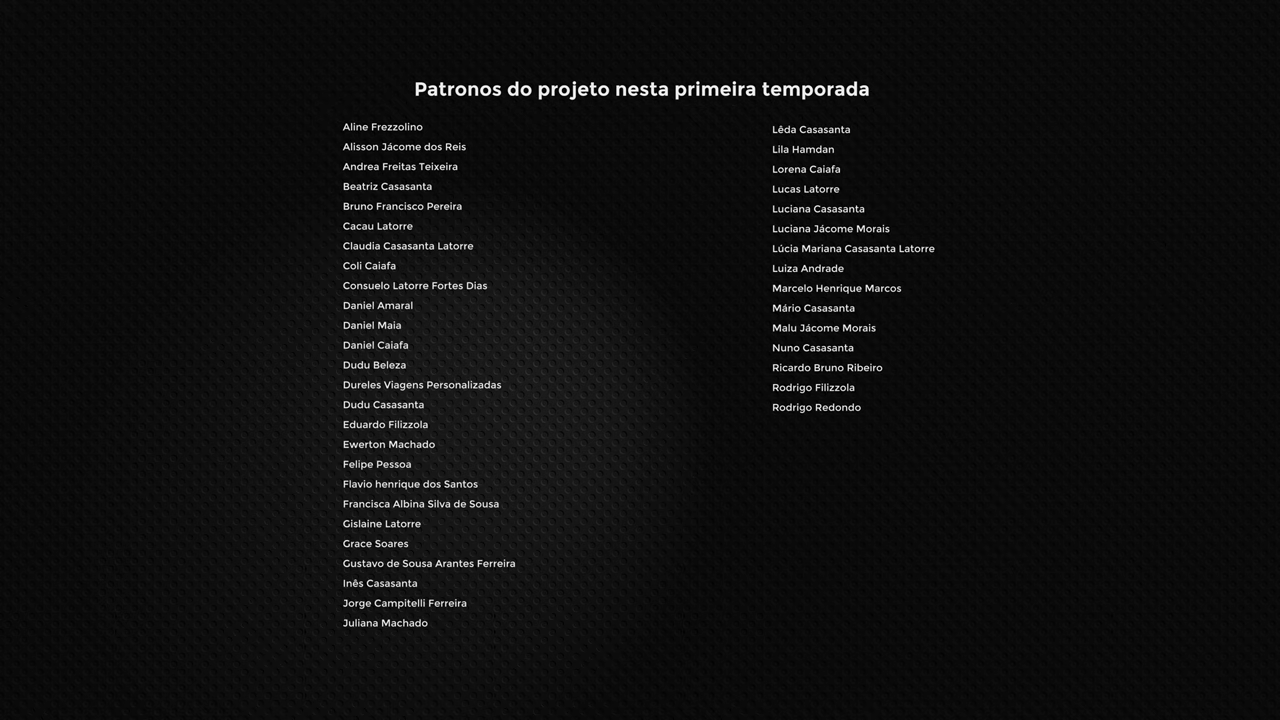 Patronos do projeto nesta primeira temporada
Aline Frezzolino
Alisson Jácome dos Reis
Andrea Freitas Teixeira
Beatriz Casasanta
Bruno Francisco Pereira
Cacau Latorre
Claudia Casasanta Latorre
Coli Caiafa
Consuelo Latorre Fortes Dias
Daniel Amaral
Daniel Maia
Daniel Caiafa
Dudu Beleza
Dureles Viagens Personalizadas
Dudu Casasanta
Eduardo Filizzola
Ewerton Machado
Felipe Pessoa
Flavio henrique dos Santos
Francisca Albina Silva de Sousa
Gislaine Latorre
Grace Soares
Gustavo de Sousa Arantes Ferreira
Inês Casasanta
Jorge Campitelli Ferreira
Juliana Machado
Lêda Casasanta
Lila Hamdan
Lorena Caiafa
Lucas Latorre
Luciana Casasanta
Luciana Jácome Morais
Lúcia Mariana Casasanta Latorre
Luiza Andrade
Marcelo Henrique Marcos
Mário Casasanta
Malu Jácome Morais
Nuno Casasanta
Ricardo Bruno Ribeiro
Rodrigo Filizzola
Rodrigo Redondo